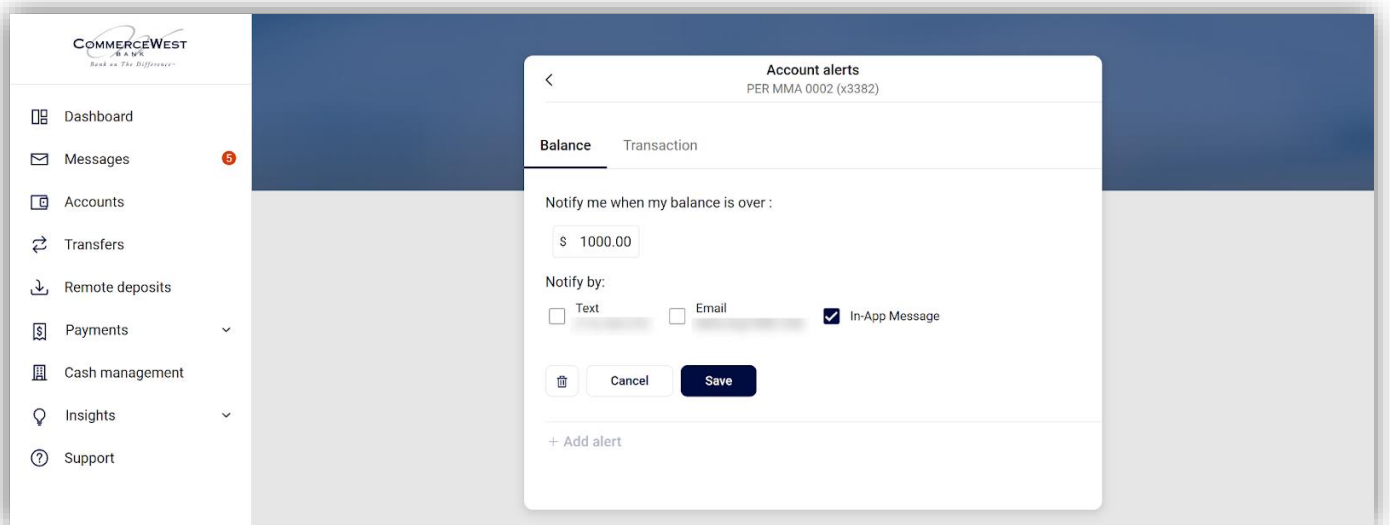 COMMERCEWEST
BANK
Bank on The Difference
Dashboard
Messages
5
Accounts
Transfers
Remote deposits
Payments
Cash management
Insights
Support
Account alerts
PER MMA 0002 (x3382)
Balance
Transaction
Notify me when my balance is over :
$ 1000.00
Notify by:
Text
Email
In-App Message
Cancel
Save
+ Add alert